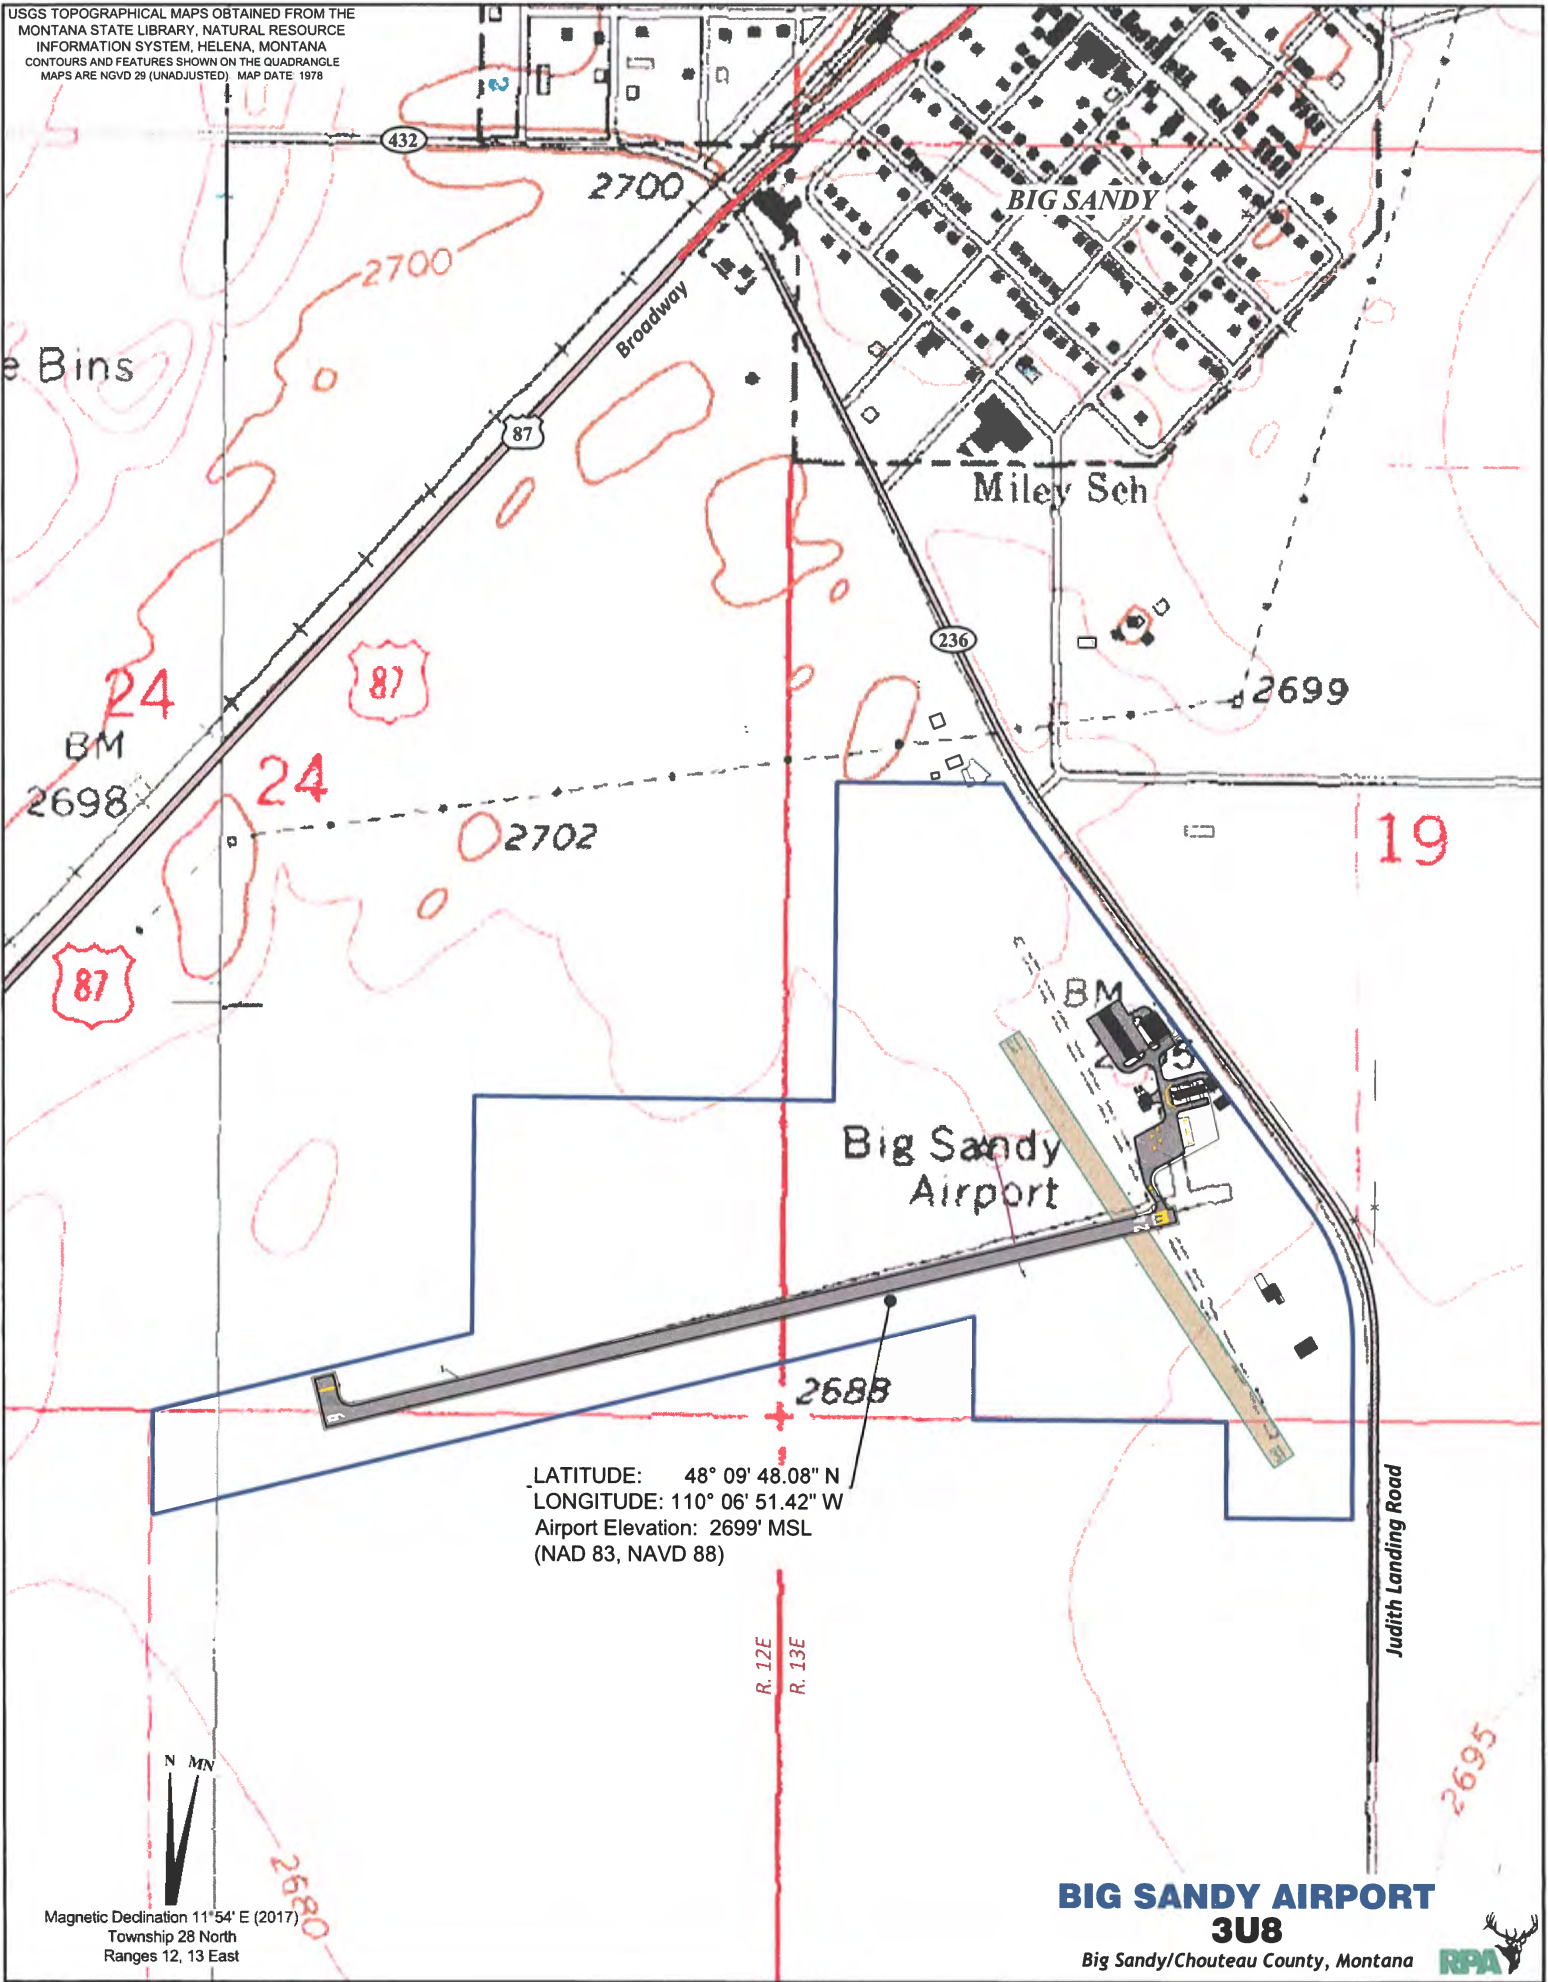 USGS TOPOGRAPHICAL MAPS OBTAINED FROM THE
MONTANA STATE LIBRARY, NATURAL RESOURCE
INFORMATION SYSTEM, HELENA, MONTANA
CONTOURS AND FEATURES SHOWN ON THE QUADRANGLE
MAPS ARE NGVD 29 (UNADJUSTED) MAP DATE 1978
432
2700
BIG SANDY
2700
Broadway
e Bins
87
Miley Sch
236
24
87
2699
BM
2698
24
2702
19
87
BM
Big Sandy
Airport
2688
LATITUDE: 48° 09' 48.08" N
LONGITUDE: 110° 06' 51.42" W
Airport Elevation: 2699' MSL
(NAD 83, NAVD 88)
Judith Landing Road
R. 12E
R. 13E
2695
N MN
2680
Magnetic Declination 11°54' E (2017)
Township 28 North
Ranges 12, 13 East
BIG SANDY AIRPORT
3U8
Big Sandy/Chouteau County, Montana
RPA